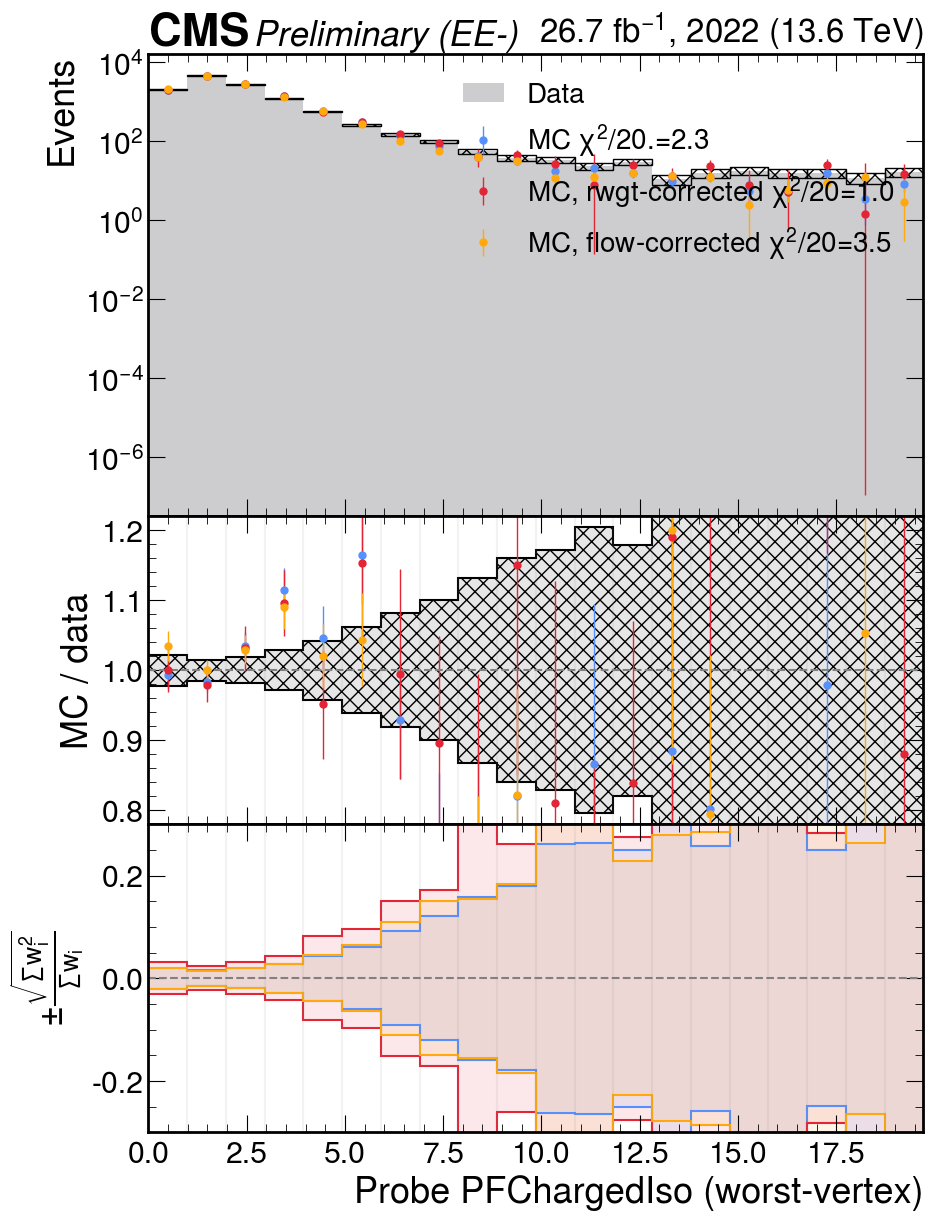 CMS Preliminary (EE-) 26.7 fb⁻¹, 2022 (13.6 TeV)
Events
10⁴
10²
10⁰
10⁻²
10⁻⁴
10⁻⁶
Data
MC χ²/20.=2.3
MC, rwgt-corrected χ²/20=1.0
MC, flow-corrected χ²/20=3.5
MC / data
1.2
1.1
1.0
0.9
0.8
±√Σwᵢ²/Σwᵢ
0.2
0.0
-0.2
0.0 2.5 5.0 7.5 10.0 12.5 15.0 17.5
Probe PFChargedIso (worst-vertex)